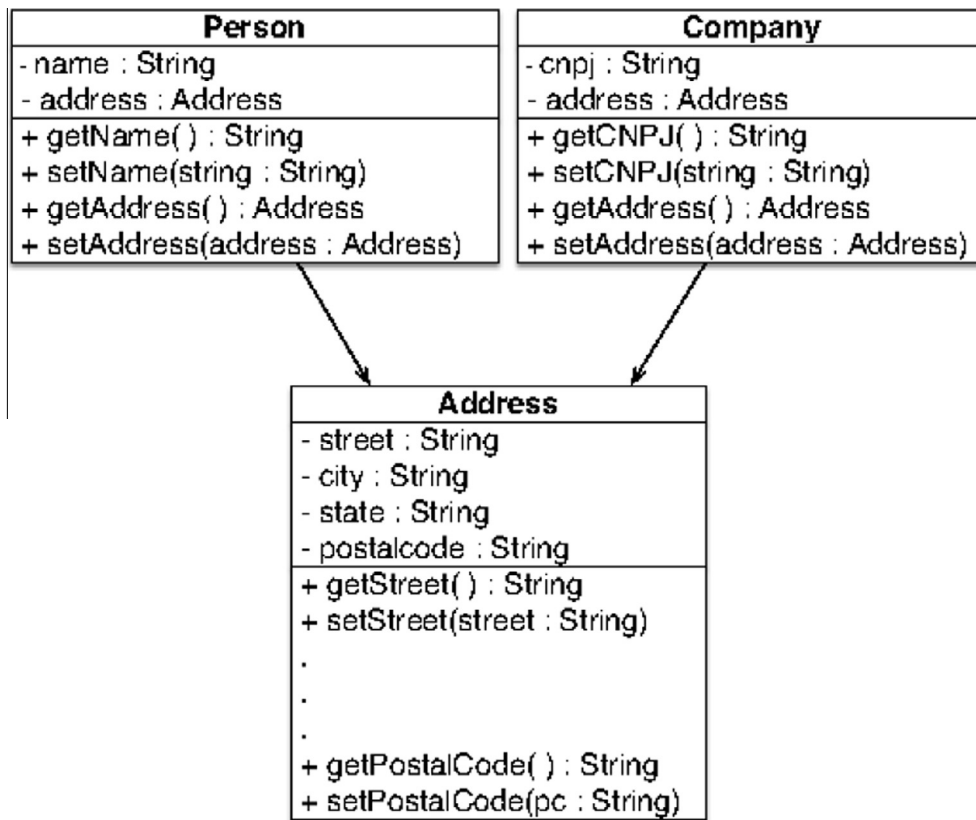 Person
- name : String
- address : Address
+ getName( ) : String
+ setName(string : String)
+ getAddress( ) : Address
+ setAddress(address : Address)
Company
- cnpj : String
- address : Address
+ getCNPJ( ) : String
+ setCNPJ(string : String)
+ getAddress( ) : Address
+ setAddress(address : Address)
Address
- street : String
- city : String
- state : String
- postalcode : String
+ getStreet( ) : String
+ setStreet(street : String)
.
.
.
+ getPostalCode( ) : String
+ setPostalCode(pc : String)